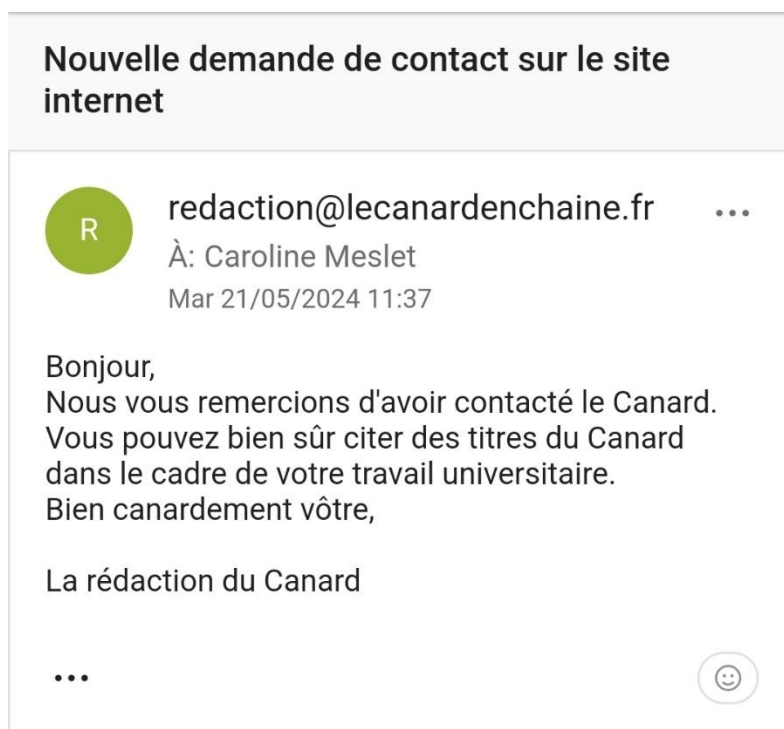 Nouvelle demande de contact sur le site
internet
R
redaction@lecanardenchaine.fr
À: Caroline Meslet
Mar 21/05/2024 11:37
Bonjour,
Nous vous remercions d'avoir contacté le Canard.
Vous pouvez bien sûr citer des titres du Canard
dans le cadre de votre travail universitaire.
Bien canardement vôtre,
La rédaction du Canard